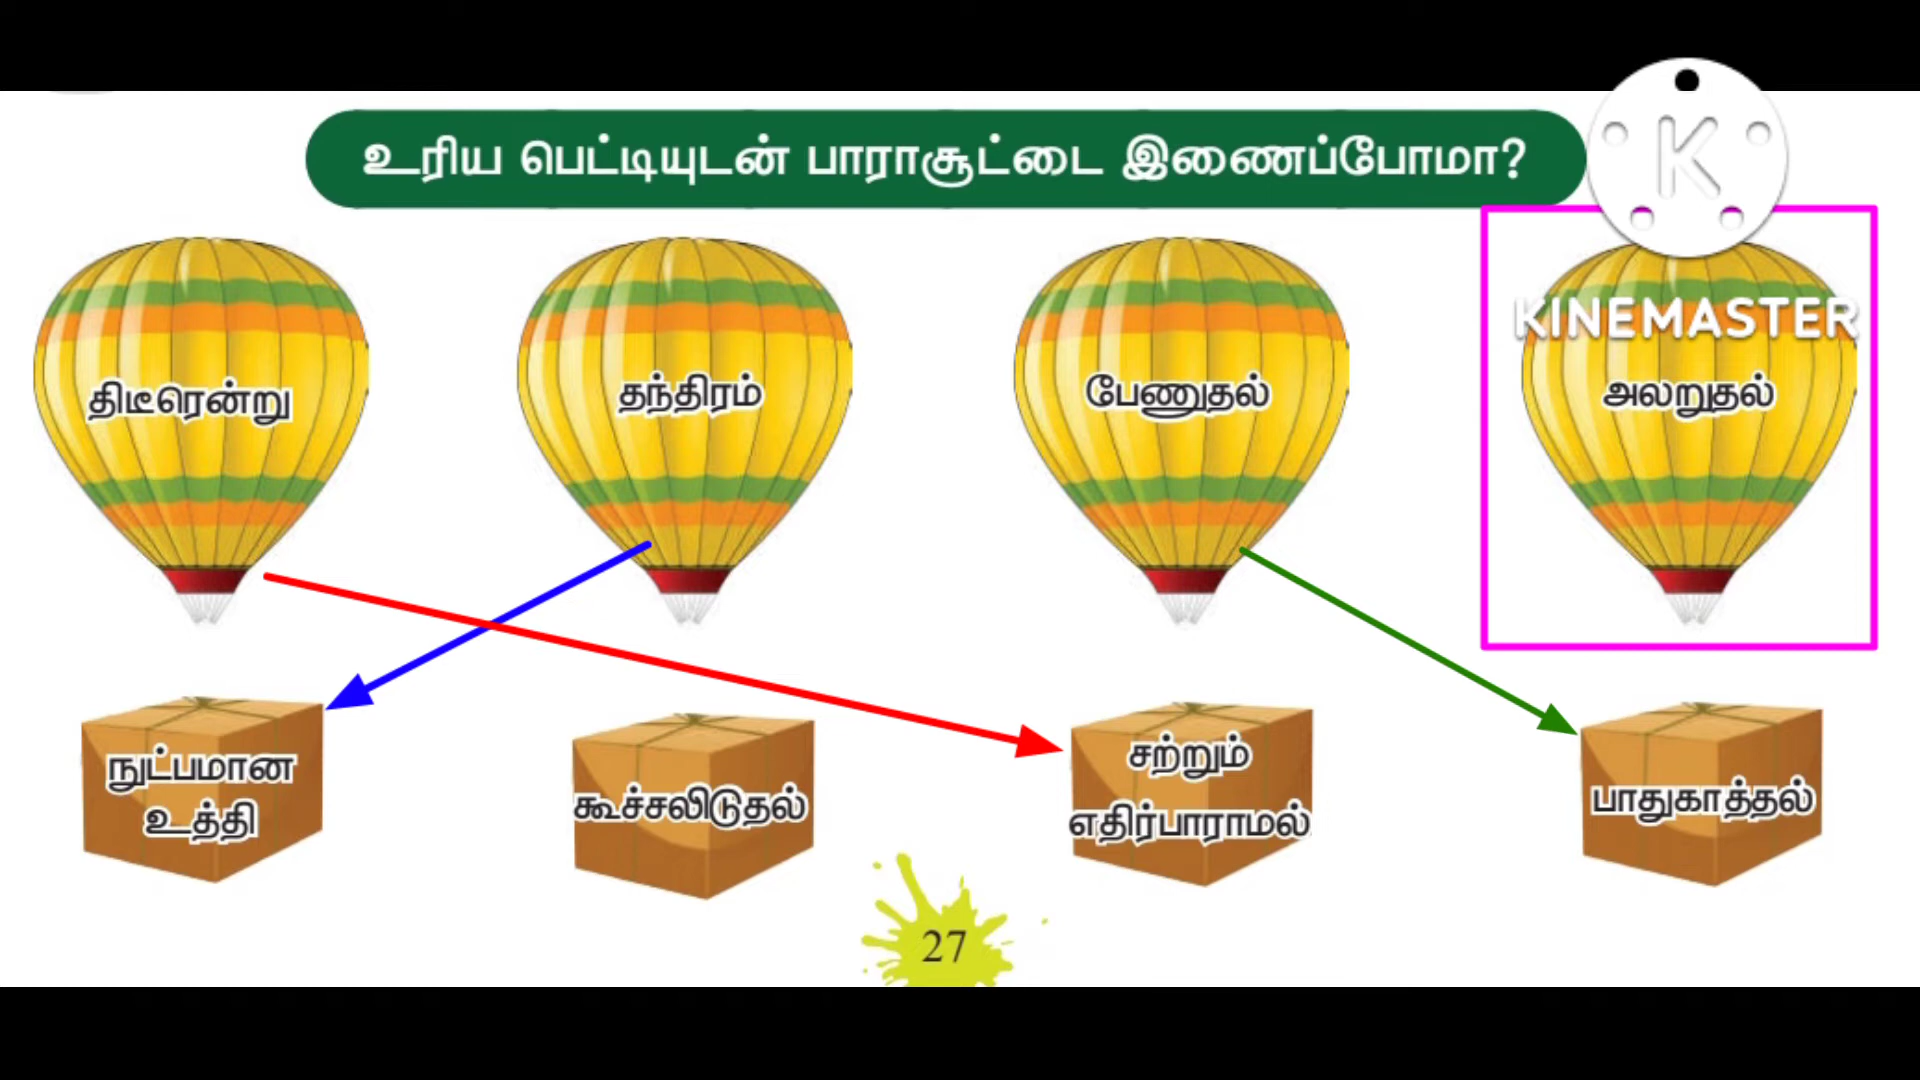 உரிய பெட்டியுடன் பாராசூட்டை இணைப்போமா?
K
KINEMASTER
திடீரென்று
தந்திரம்
பேணுதல்
அலறுதல்
நுட்பமான
உத்தி
கூச்சலிடுதல்
சற்றும்
எதிர்பாராமல்
பாதுகாத்தல்
27